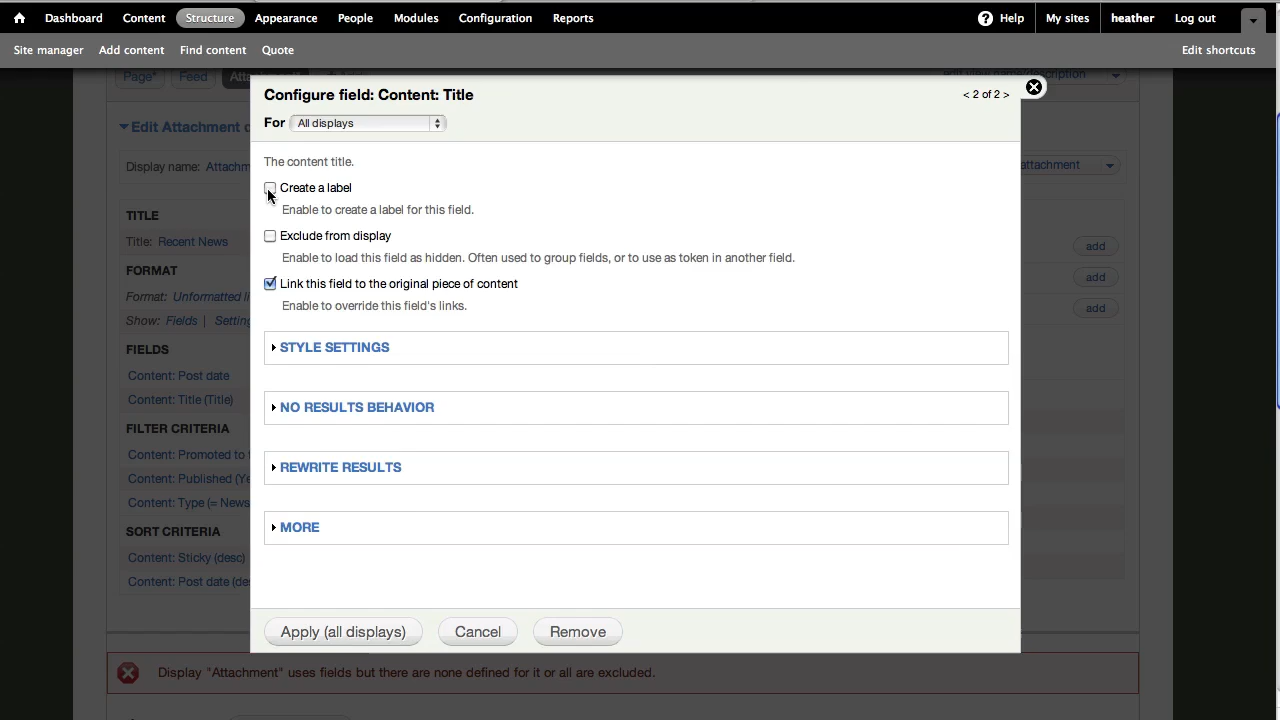 Dashboard Content Structure Appearance People Modules Configuration Reports ? Help My sites heather Log out
Site manager Add content Find content Quote Edit shortcuts
Page* Feed
Configure field: Content: Title < 2 of 2 >
For All displays
Edit Attachment
Display name: Attachm attachment
The content title.
Create a label
Enable to create a label for this field.
TITLE
Title: Recent News add
Exclude from display
Enable to load this field as hidden. Often used to group fields, or to use as token in another field.
FORMAT
Format: Unformatted li add
Link this field to the original piece of content
Enable to override this field's links.
Show: Fields | Setting add
FIELDS
STYLE SETTINGS
Content: Post date
Content: Title (Title)
NO RESULTS BEHAVIOR
FILTER CRITERIA
Content: Promoted to
REWRITE RESULTS
Content: Published (Ye
Content: Type (= News
SORT CRITERIA
MORE
Content: Sticky (desc)
Content: Post date (des
Apply (all displays) Cancel Remove
Display "Attachment" uses fields but there are none defined for it or all are excluded.